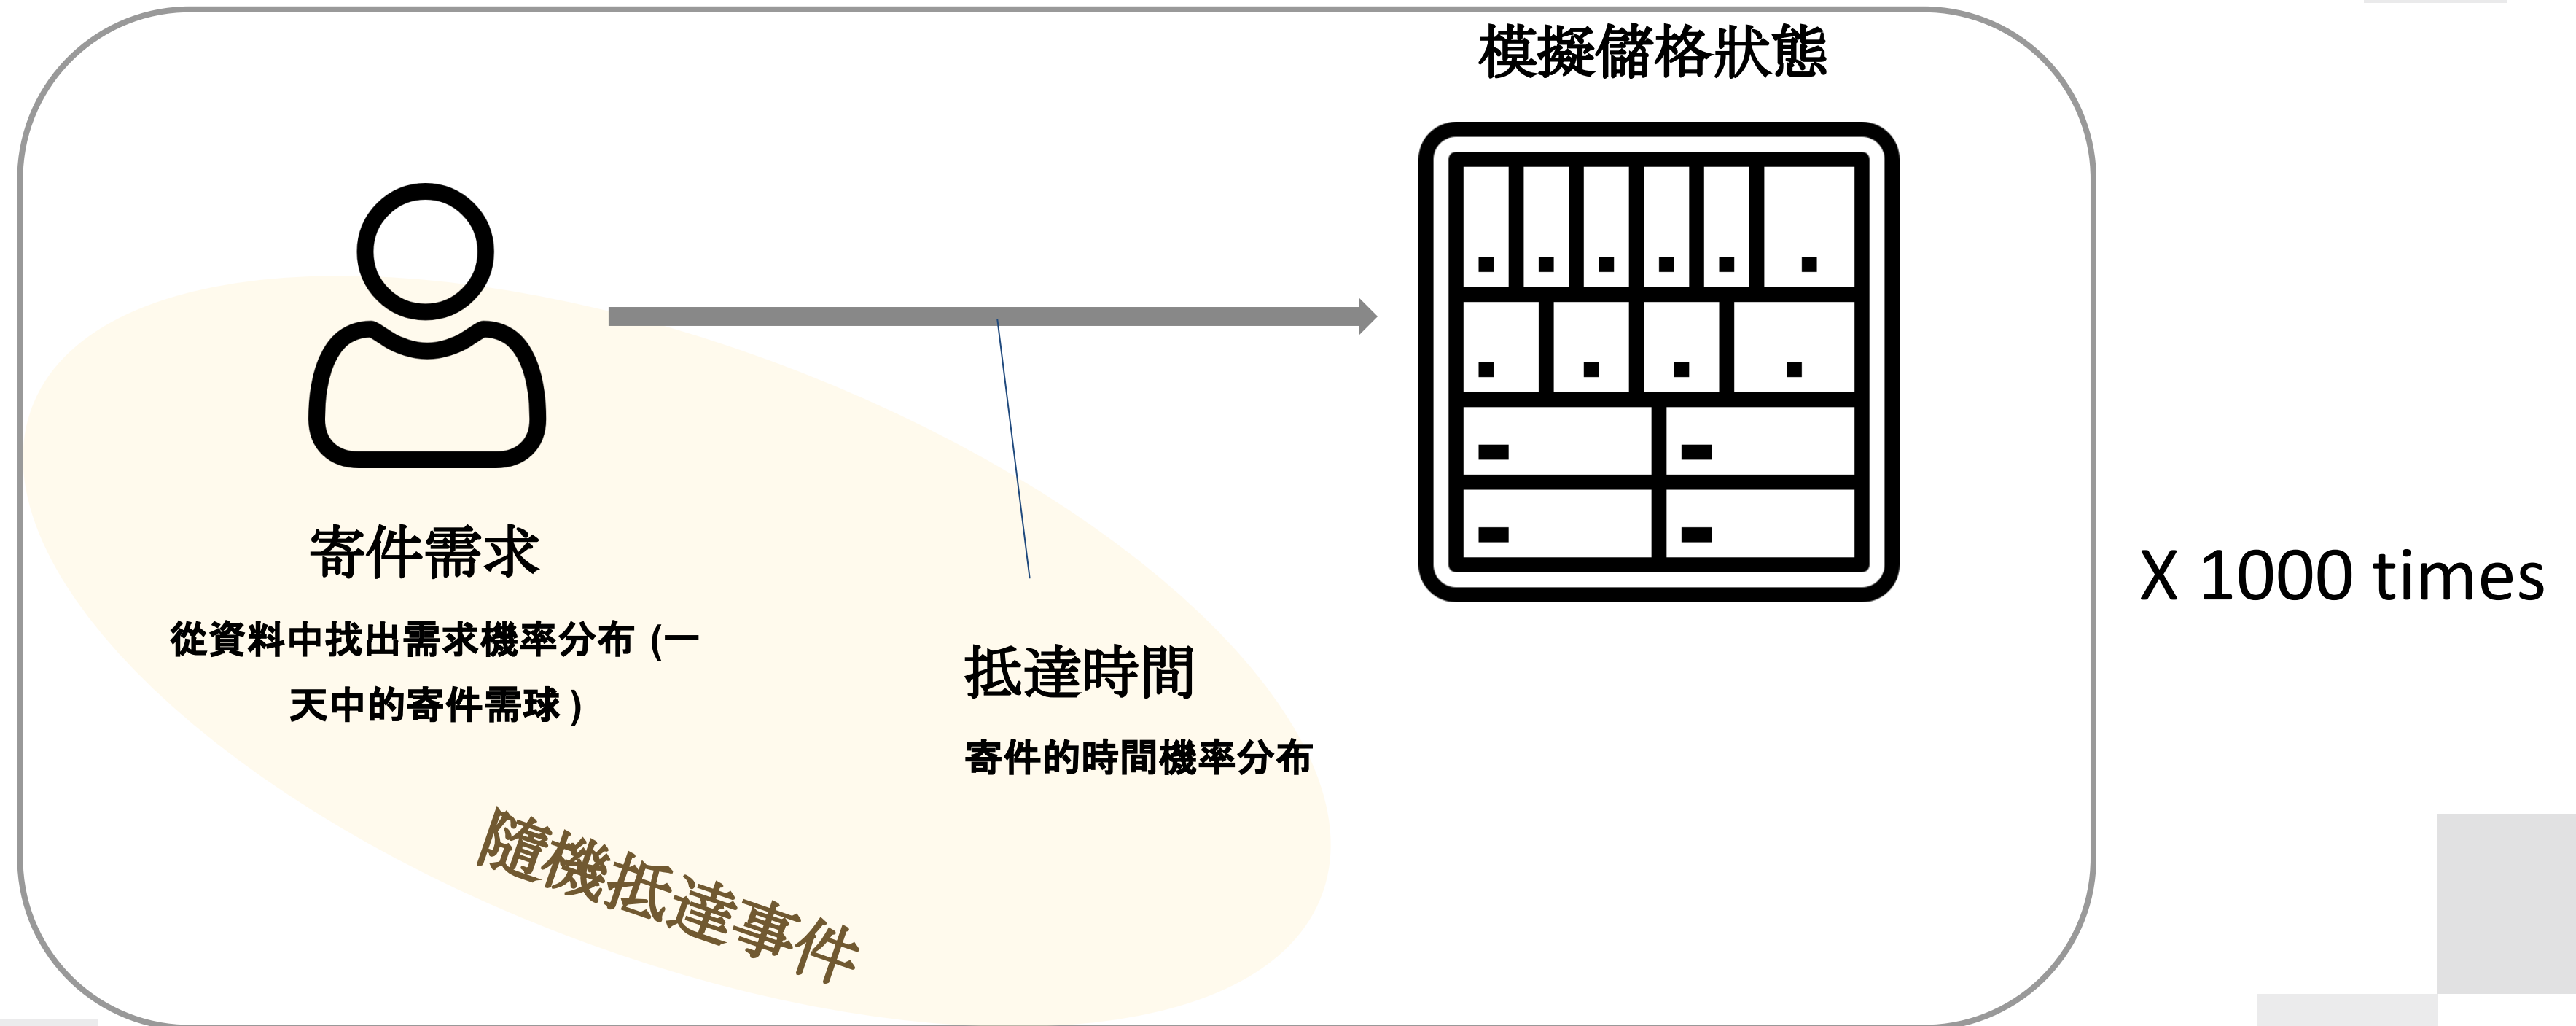 模擬儲格狀態
寄件需求
從資料中找出需求機率分布 (一
天中的寄件需球 )
抵達時間
寄件的時間機率分布
隨機抵達事件
X 1000 times